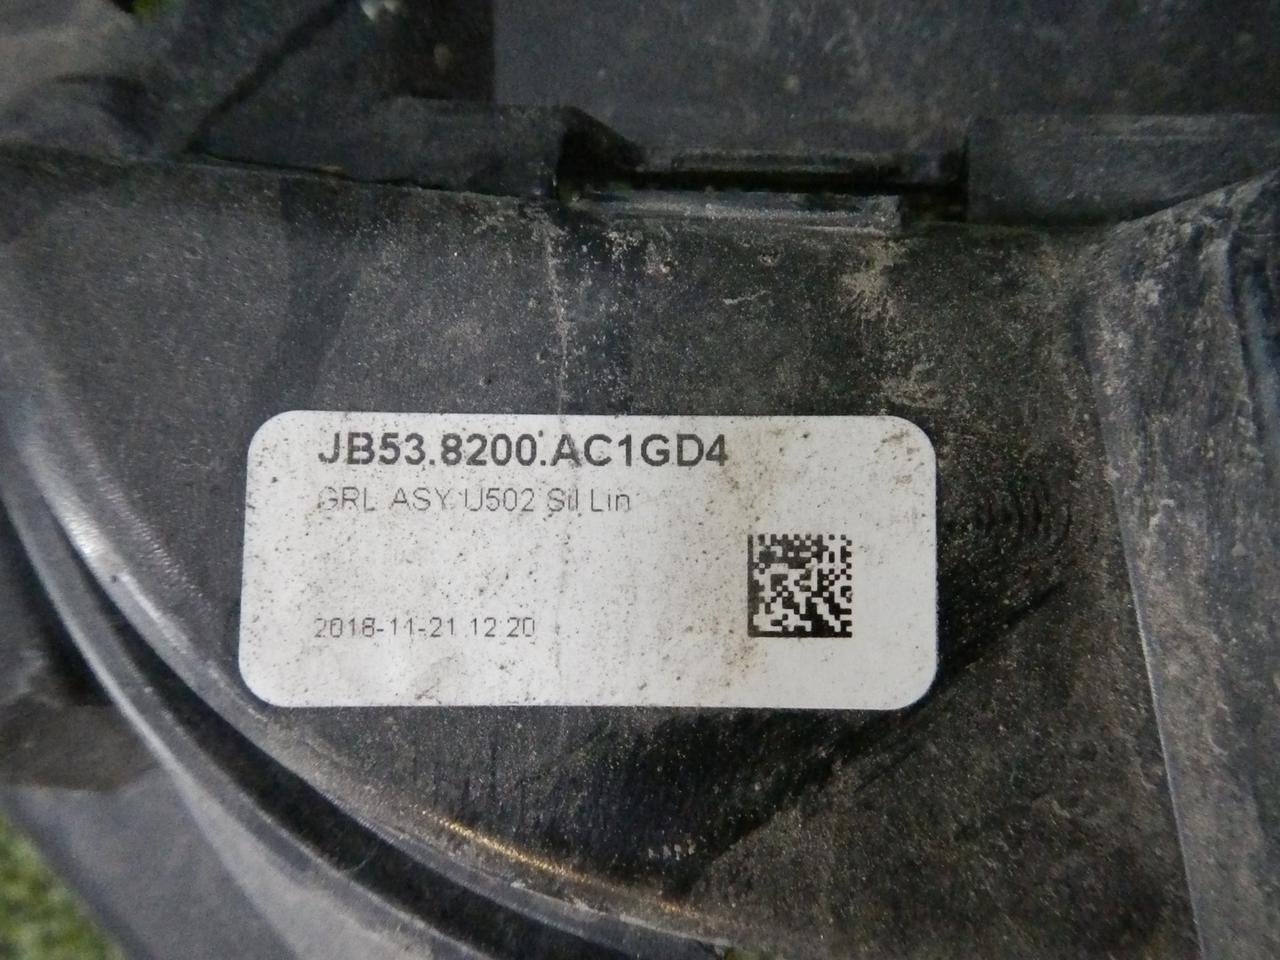 JB53.8200.AC1GD4
GRL ASY U502 Sil Lin
2018-11-21 12:20